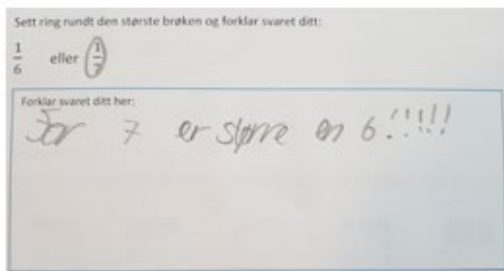 Sett ring rundt den største brøken og forklar svaret ditt:
1/6 eller 1/7
Forklar svaret ditt her:
For 7 er større en 6!!!!!!